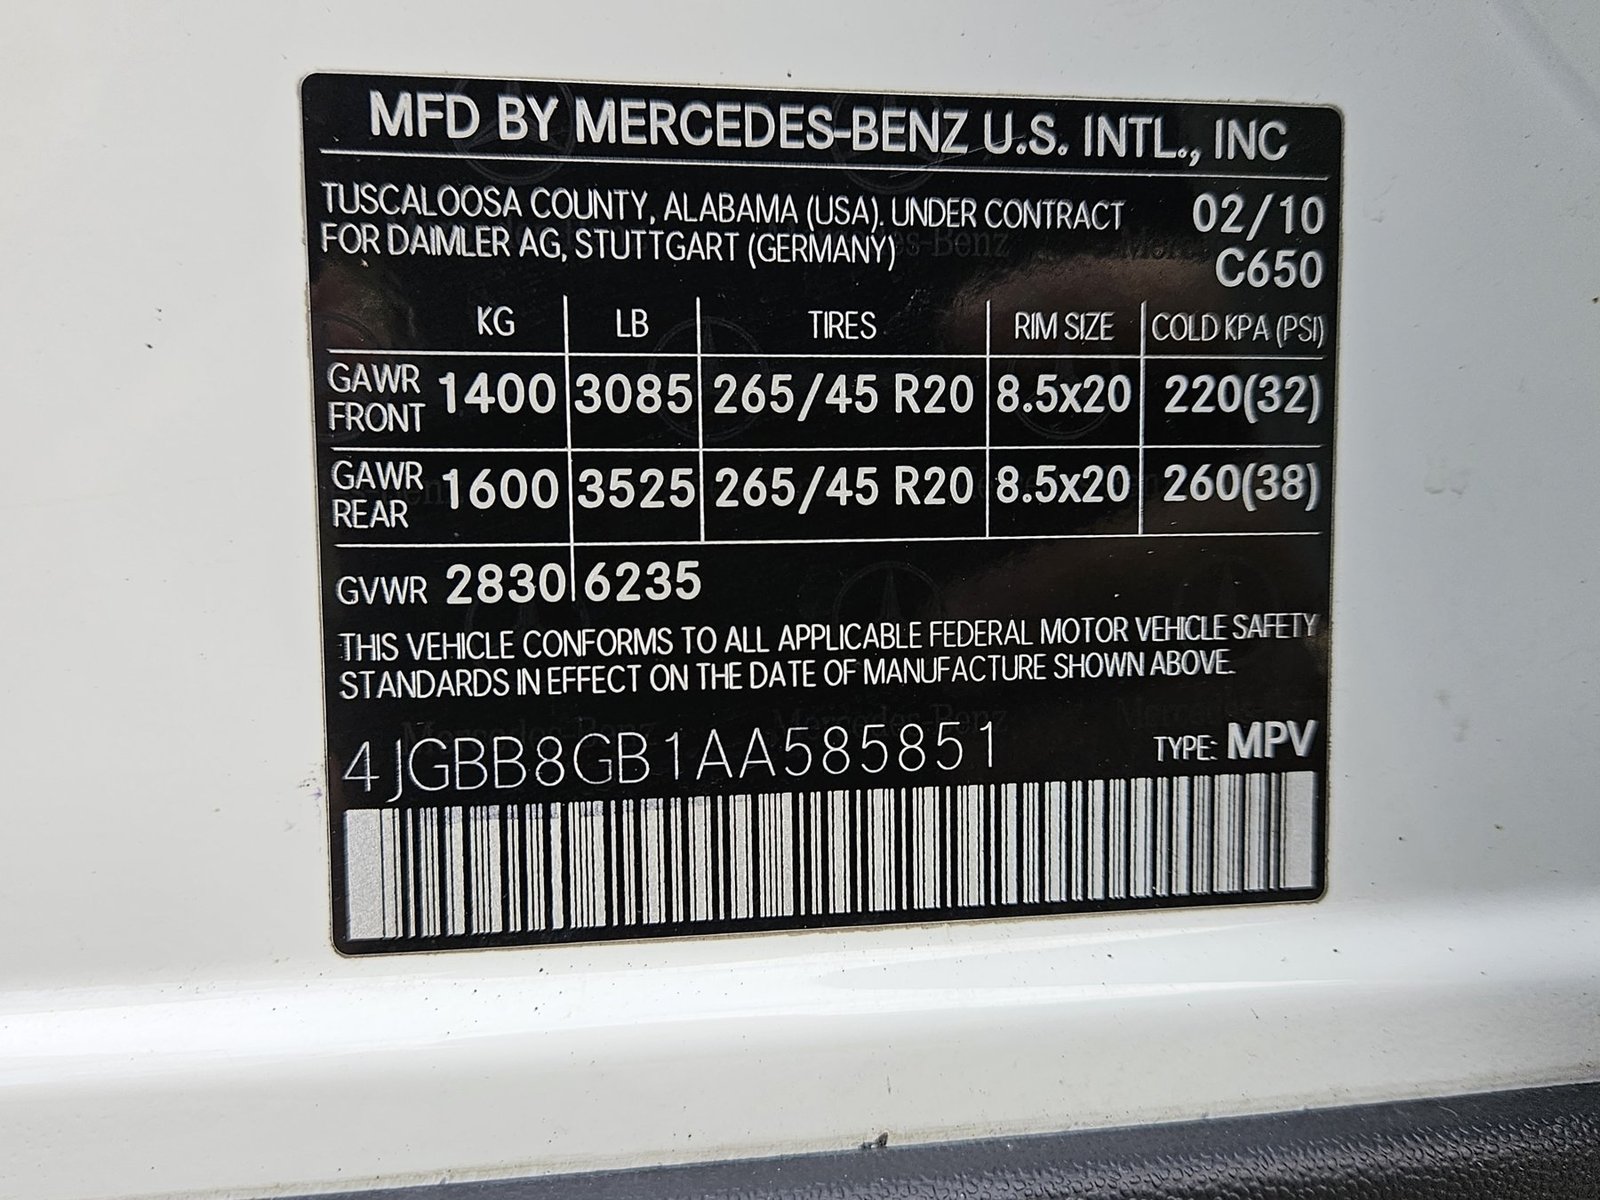 MFD BY MERCEDES-BENZ U.S. INTL., INC
TUSCALOOSA COUNTY, ALABAMA (USA). UNDER CONTRACT 02/10
FOR DAIMLER AG, STUTTGART (GERMANY) C650
KG LB TIRES RIM SIZE COLD KPA (PSI)
GAWR FRONT 1400 3085 265/45 R20 8.5x20 220(32)
GAWR REAR 1600 3525 265/45 R20 8.5x20 260(38)
GVWR 2830 6235
THIS VEHICLE CONFORMS TO ALL APPLICABLE FEDERAL MOTOR VEHICLE SAFETY
STANDARDS IN EFFECT ON THE DATE OF MANUFACTURE SHOWN ABOVE.
4JGBB8GB1AA585851 TYPE: MPV